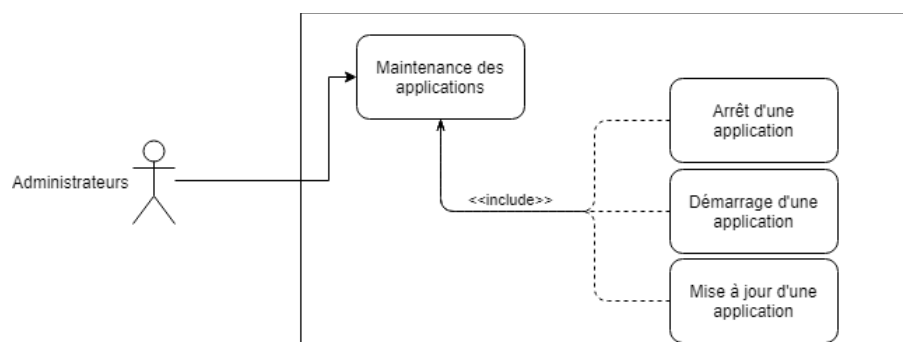 Maintenance des
applications
Arrêt d'une
application
Administrateurs
<<include>>
Démarrage d'une
application
Mise à jour d'une
application